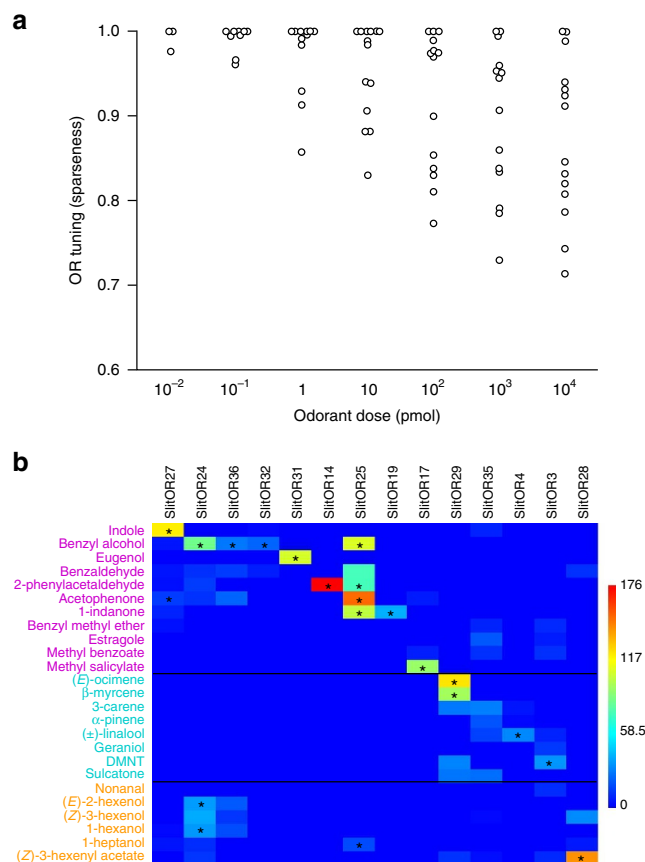 a
1.0
0.9
0.8
0.7
0.6
OR tuning (sparseness)
10⁻² 10⁻¹ 1 10 10² 10³ 10⁴
Odorant dose (pmol)
b
SlitOR27 SlitOR24 SlitOR36 SlitOR32 SlitOR31 SlitOR14 SlitOR25 SlitOR19 SlitOR17 SlitOR29 SlitOR35 SlitOR4 SlitOR3 SlitOR28
Indole *
Benzyl alcohol * * * *
Eugenol *
Benzaldehyde
2-phenylacetaldehyde * *
Acetophenone * *
1-indanone * *
Benzyl methyl ether
Estragole
Methyl benzoate
Methyl salicylate *
(E)-ocimene *
β-myrcene *
3-carene
α-pinene
(±)-linalool *
Geraniol
DMNT *
Sulcatone
Nonanal
(E)-2-hexenol *
(Z)-3-hexenol
1-hexanol *
1-heptanol *
(Z)-3-hexenyl acetate *
176
117
58.5
0